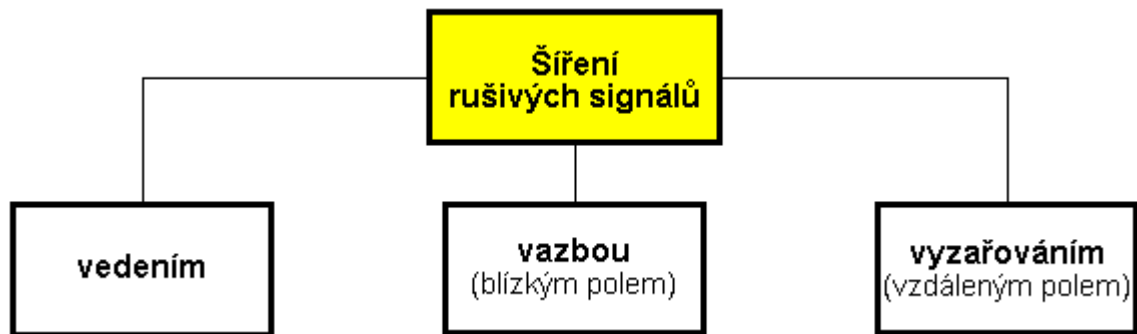 Šíření
rušivých signálů
vedením
vazbou
(blízkým polem)
vyzařováním
(vzdáleným polem)